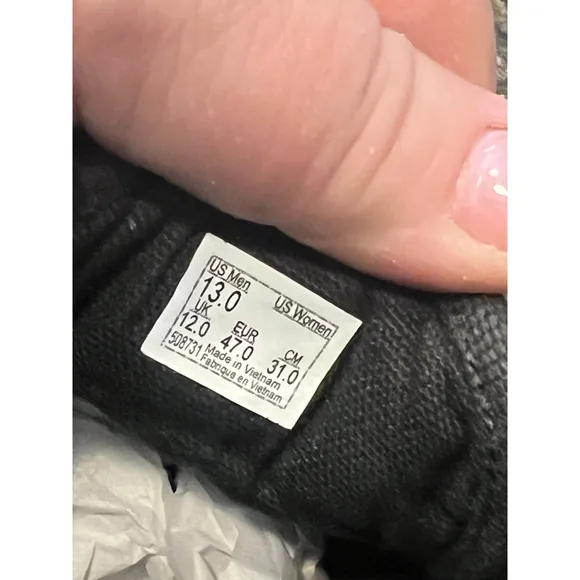 US Men US Women
13.0
UK EUR CM
12.0 47.0 31.0
508731 Made in Vietnam
Fabriqué en Vietnam